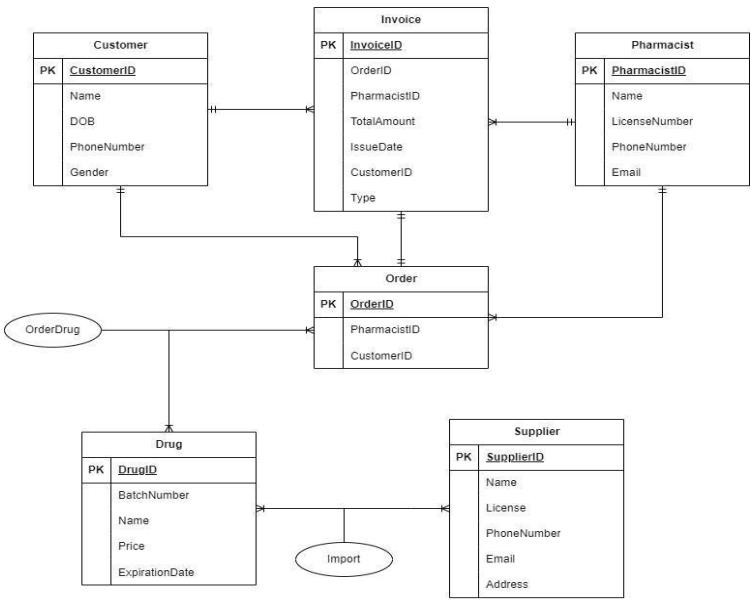 Invoice
PK InvoiceID
OrderID
PharmacistID
TotalAmount
IssueDate
CustomerID
Type
Customer
PK CustomerID
Name
DOB
PhoneNumber
Gender
Pharmacist
PK PharmacistID
Name
LicenseNumber
PhoneNumber
Email
Order
PK OrderID
PharmacistID
CustomerID
OrderDrug
Drug
PK DrugID
BatchNumber
Name
Price
ExpirationDate
Supplier
PK SupplierID
Name
License
PhoneNumber
Email
Address
Import